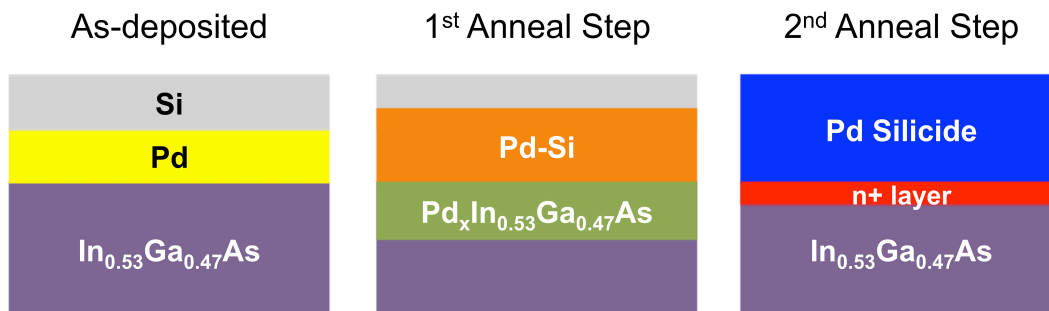 As-deposited
1st Anneal Step
2nd Anneal Step
Si
Pd
In0.53Ga0.47As
Pd-Si
PdxIn0.53Ga0.47As
Pd Silicide
n+ layer
In0.53Ga0.47As